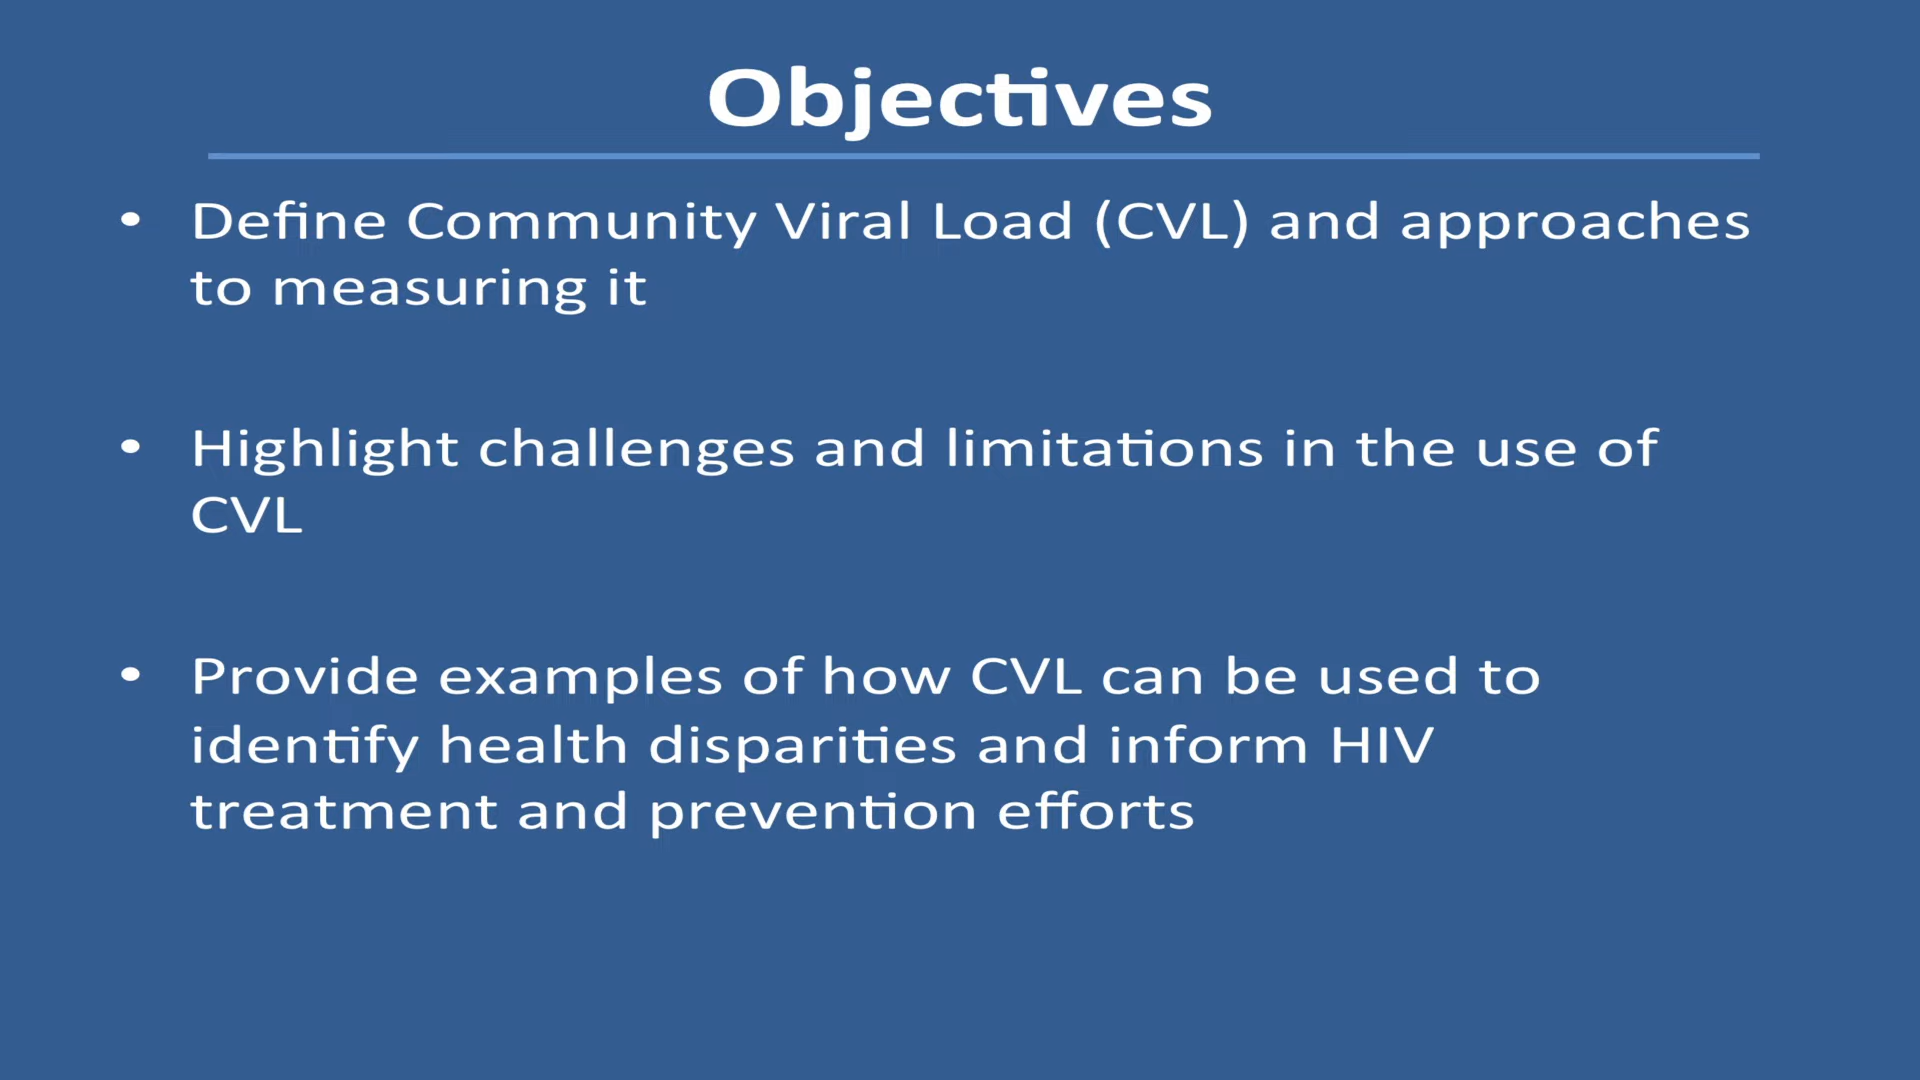 Objectives
• Define Community Viral Load (CVL) and approaches
to measuring it
• Highlight challenges and limitations in the use of
CVL
• Provide examples of how CVL can be used to
identify health disparities and inform HIV
treatment and prevention efforts